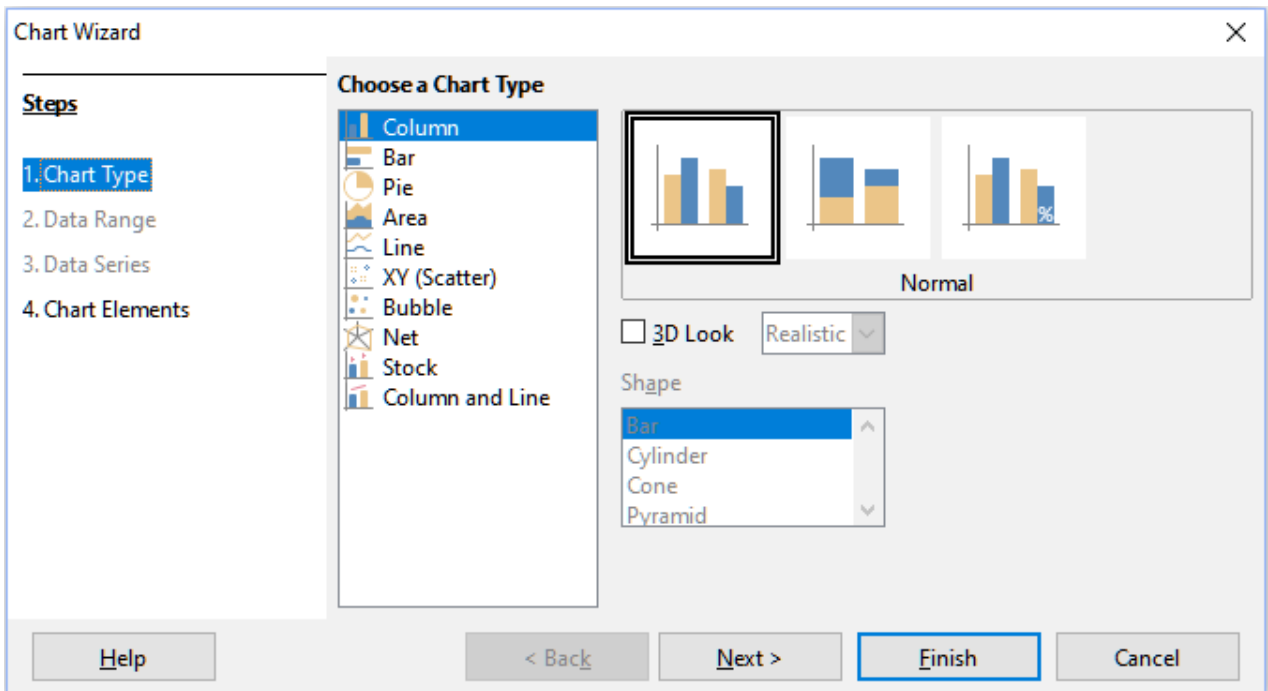 Chart Wizard
Steps
1. Chart Type
2. Data Range
3. Data Series
4. Chart Elements
Choose a Chart Type
Column
Bar
Pie
Area
Line
XY (Scatter)
Bubble
Net
Stock
Column and Line
%
Normal
3D Look
Realistic
Shape
Bar
Cylinder
Cone
Pyramid
Help
< Back
Next >
Finish
Cancel